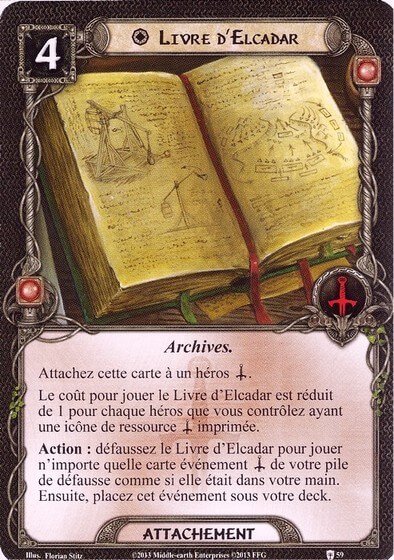 4
LIVRE D'ELCADAR
Archives.
Attachez cette carte à un héros .
Le coût pour jouer le Livre d'Elcadar est réduit
de 1 pour chaque héros que vous contrôlez ayant
une icône de ressource imprimée.
Action : défaussez le Livre d'Elcadar pour jouer
n'importe quelle carte événement de votre pile
de défausse comme si elle était dans votre main.
Ensuite, placez cet événement sous votre deck.
ATTACHEMENT
Illus. Florian Stitz
©2013 Middle-earth Enterprises ©2013 FFG
59